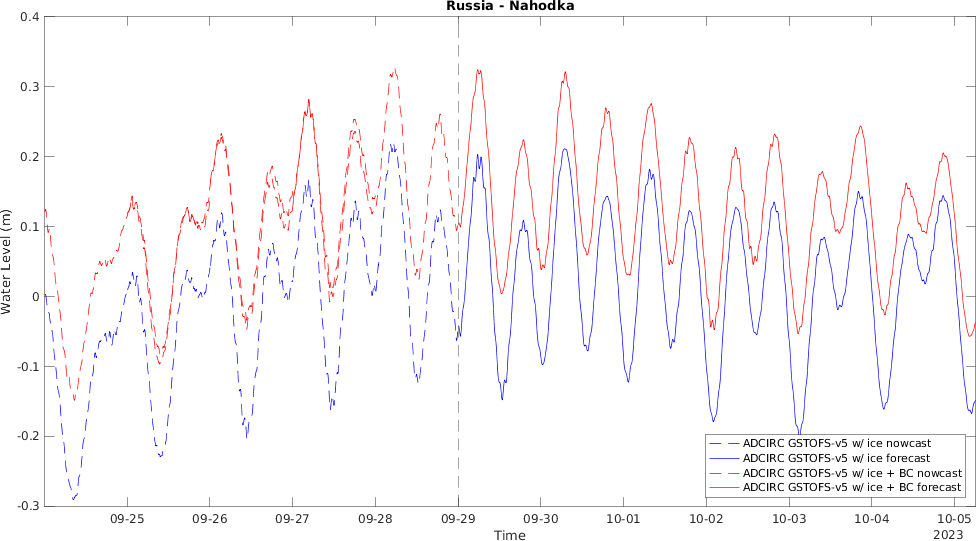 Russia - Nahodka
0.4
0.3
0.2
0.1
0
-0.1
-0.2
-0.3
Water Level (m)
ADCIRC GSTOFS-v5 w/ ice nowcast
ADCIRC GSTOFS-v5 w/ ice forecast
ADCIRC GSTOFS-v5 w/ ice + BC nowcast
ADCIRC GSTOFS-v5 w/ ice + BC forecast
09-25 09-26 09-27 09-28 09-29 09-30 10-01 10-02 10-03 10-04 10-05
Time
2023